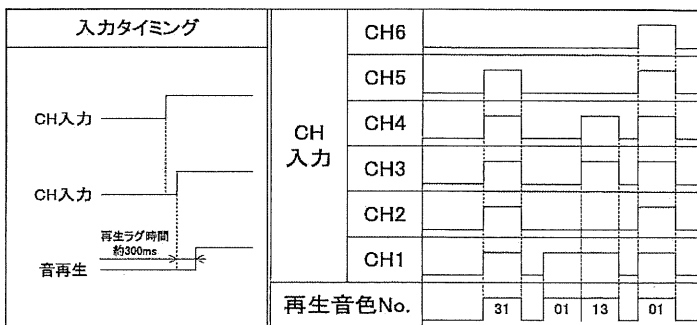 入力タイミング
CH入力
CH入力
再生ラグ時間
約300ms
音再生
CH
入力
CH6
CH5
CH4
CH3
CH2
CH1
再生音色No.
31
01
13
01